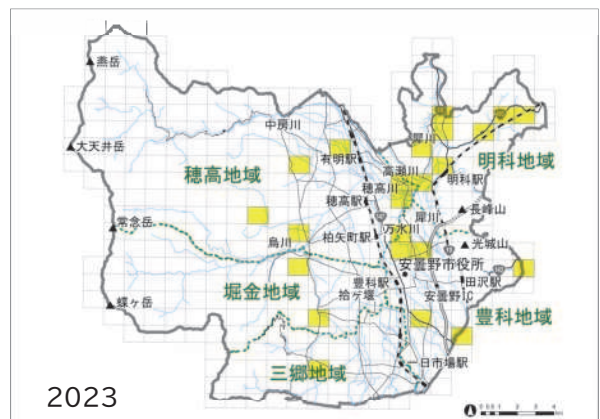 燕岳
中房川
犀川
大天井岳
有明駅
明科地域
高瀬川
穂高地域
穂高川
明科駅
穂高駅
犀川
長峰山
常念岳
万水川
烏川
柏矢町駅
光城山
安曇野市役所
豊科駅
田沢駅
堀金地域
拾ケ堰
安曇野IC
蝶ヶ岳
豊科地域
一日市場駅
三郷地域
2023